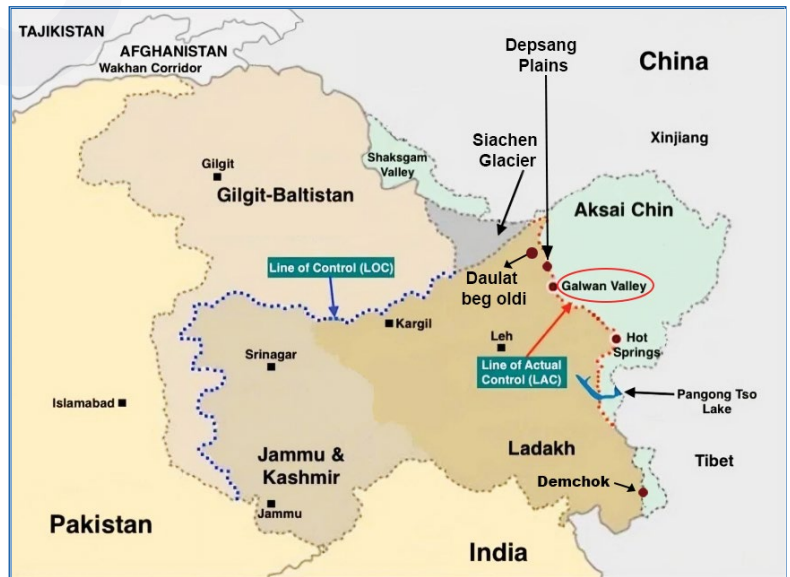 TAJIKISTAN
AFGHANISTAN
Wakhan Corridor
Depsang
Plains
China
Xinjiang
Siachen
Glacier
Shaksgam
Valley
Gilgit
Gilgit-Baltistan
Aksai Chin
Line of Control (LOC)
Daulat
beg oldi
Galwan Valley
Kargil
Leh
Hot
Springs
Srinagar
Line of Actual
Control (LAC)
Islamabad
Pangong Tso
Lake
Jammu &
Kashmir
Ladakh
Tibet
Demchok
Jammu
Pakistan
India